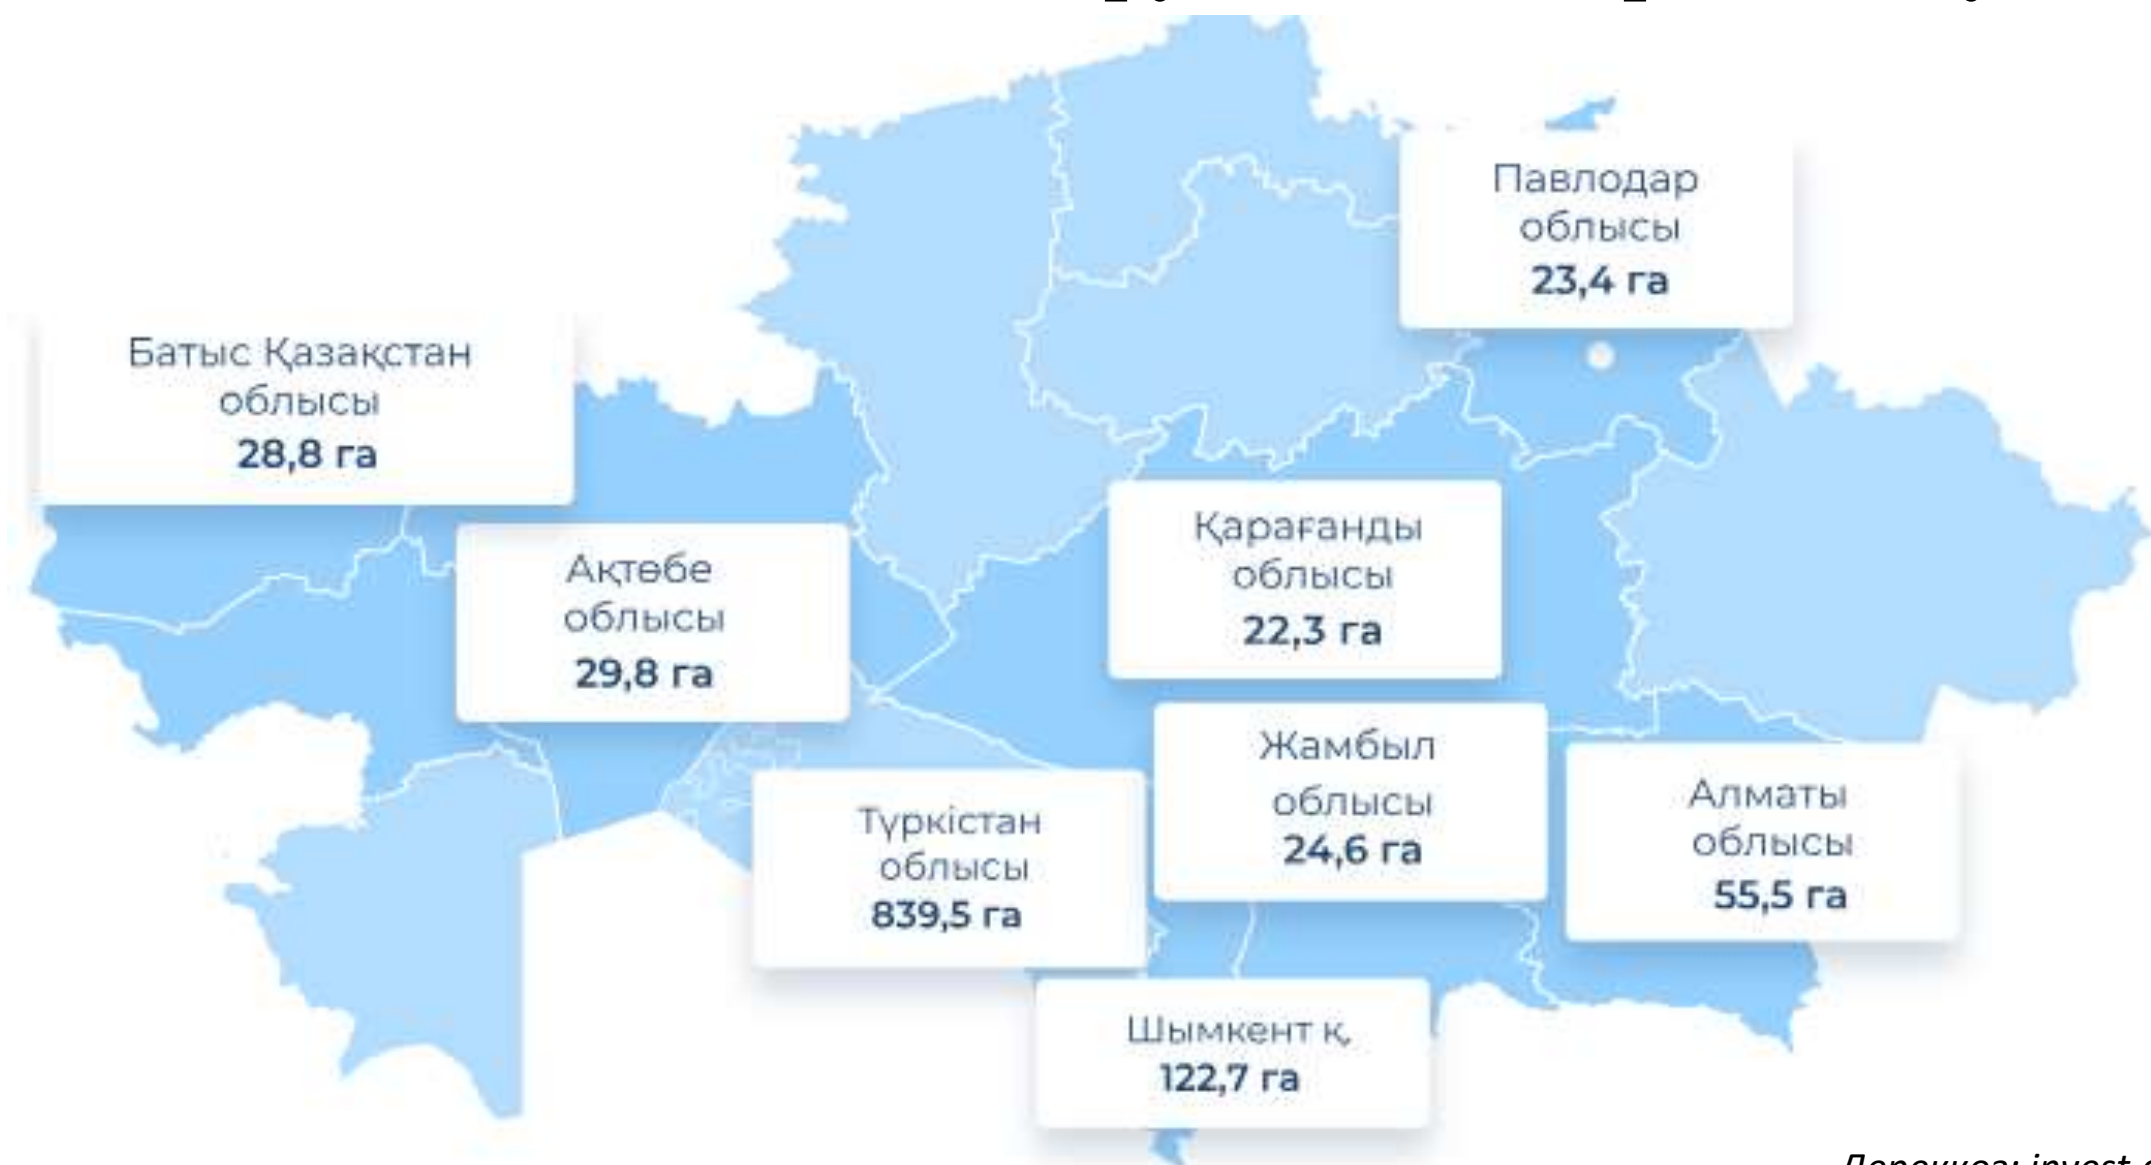 Павлодар
облысы
23,4 га
Батыс Қазақстан
облысы
28,8 га
Ақтөбе
облысы
29,8 га
Қарағанды
облысы
22,3 га
Жамбыл
облысы
24,6 га
Алматы
облысы
55,5 га
Түркістан
облысы
839,5 га
Шымкент қ.
122,7 га